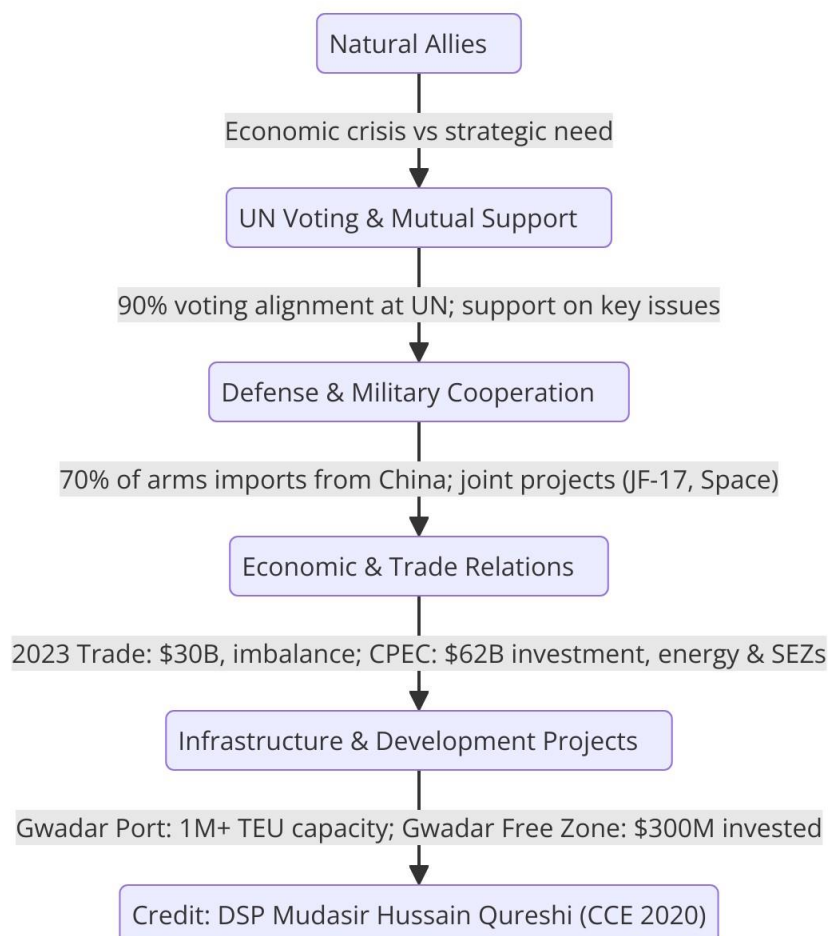 Natural Allies
Economic crisis vs strategic need
UN Voting & Mutual Support
90% voting alignment at UN; support on key issues
Defense & Military Cooperation
70% of arms imports from China; joint projects (JF-17, Space)
Economic & Trade Relations
2023 Trade: $30B, imbalance; CPEC: $62B investment, energy & SEZs
Infrastructure & Development Projects
Gwadar Port: 1M+ TEU capacity; Gwadar Free Zone: $300M invested
Credit: DSP Mudasir Hussain Qureshi (CCE 2020)